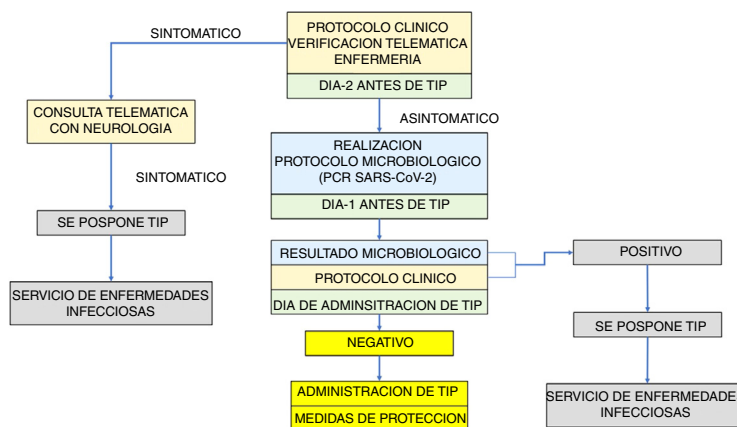 PROTOCOLO CLINICO
VERIFICACION TELEMATICA
ENFERMERIA
DIA-2 ANTES DE TIP
SINTOMATICO
CONSULTA TELEMATICA
CON NEUROLOGIA
SINTOMATICO
SE POSPONE TIP
SERVICIO DE ENFERMEDADES
INFECCIOSAS
ASINTOMATICO
REALIZACION
PROTOCOLO MICROBIOLOGICO
(PCR SARS-CoV-2)
DIA-1 ANTES DE TIP
RESULTADO MICROBIOLOGICO
PROTOCOLO CLINICO
DIA DE ADMINSITRACION DE TIP
NEGATIVO
ADMINISTRACION DE TIP
MEDIDAS DE PROTECCION
POSITIVO
SE POSPONE TIP
SERVICIO DE ENFERMEDADES
INFECCIOSAS